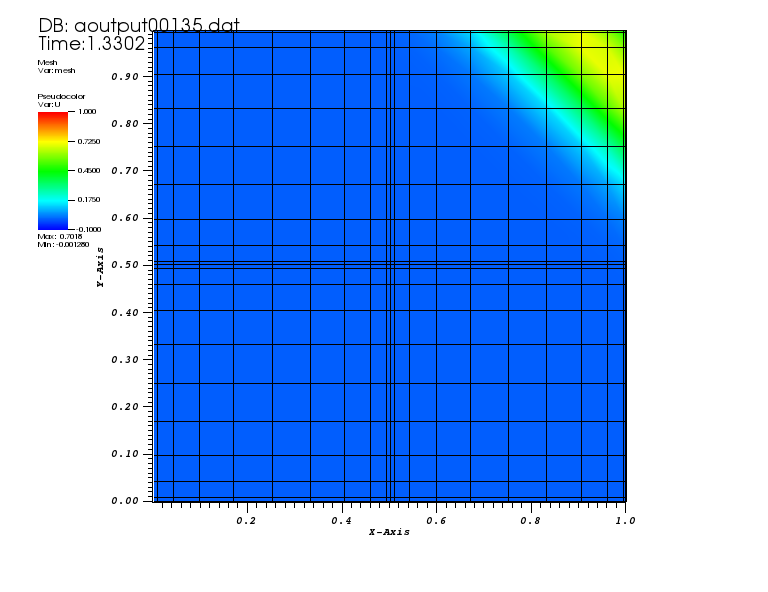 DB: aoutput00135.dat
Time:1.3302
Mesh
Var: mesh
Pseudocolor
Var: U
1.000
0.7250
0.4500
0.1750
-0.1000
Max: 0.7018
Min: -0.001280
0.90
0.80
0.70
0.60
0.50
0.40
0.30
0.20
0.10
0.00
Y-Axis
0.2 0.4 0.6 0.8 1.0
X-Axis